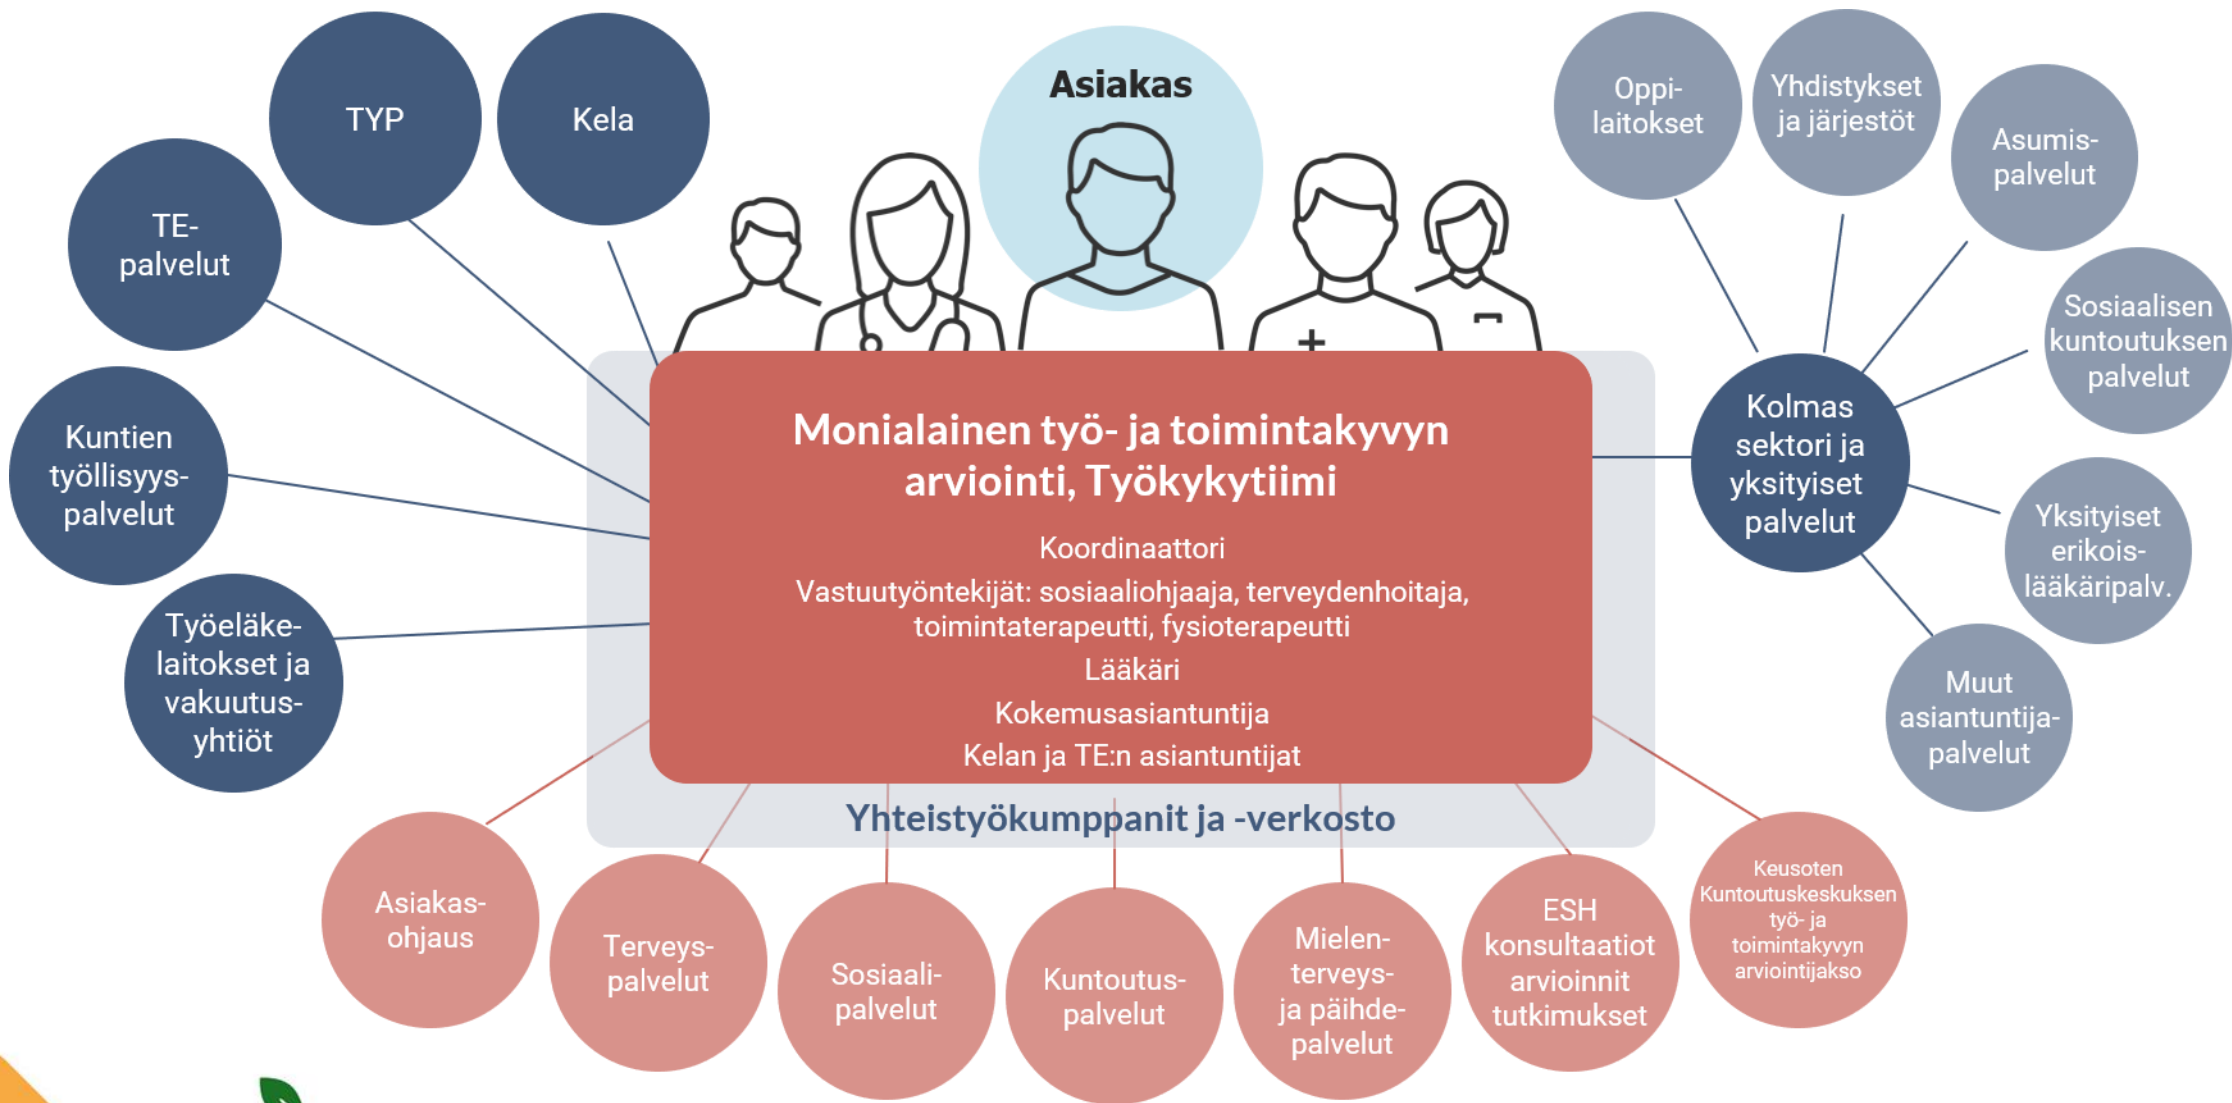 Asiakas
TYP
Kela
TE-
palvelut
Kuntien
työllisyys-
palvelut
Työeläke-
laitokset ja
vakuutus-
yhtiöt
Monialainen työ- ja toimintakyvyn
arviointi, Työkykytiimi
Koordinaattori
Vastuutyöntekijät: sosiaaliohjaaja, terveydenhoitaja,
toimintaterapeutti, fysioterapeutti
Lääkäri
Kokemusasiantuntija
Kelan ja TE:n asiantuntijat
Yhteistyökumppanit ja -verkosto
Oppi-
laitokset
Yhdistykset
ja järjestöt
Asumis-
palvelut
Sosiaalisen
kuntoutuksen
palvelut
Kolmas
sektori ja
yksityiset
palvelut
Yksityiset
erikois-
lääkäripalv.
Muut
asiantuntija-
palvelut
Asiakas-
ohjaus
Terveys-
palvelut
Sosiaali-
palvelut
Kuntoutus-
palvelut
Mielen-
terveys-
ja päihde-
palvelut
ESH
konsultaatiot
arvioinnit
tutkimukset
Keusoten
Kuntoutuskeskuksen
työ- ja
toimintakyvyn
arviointijakso